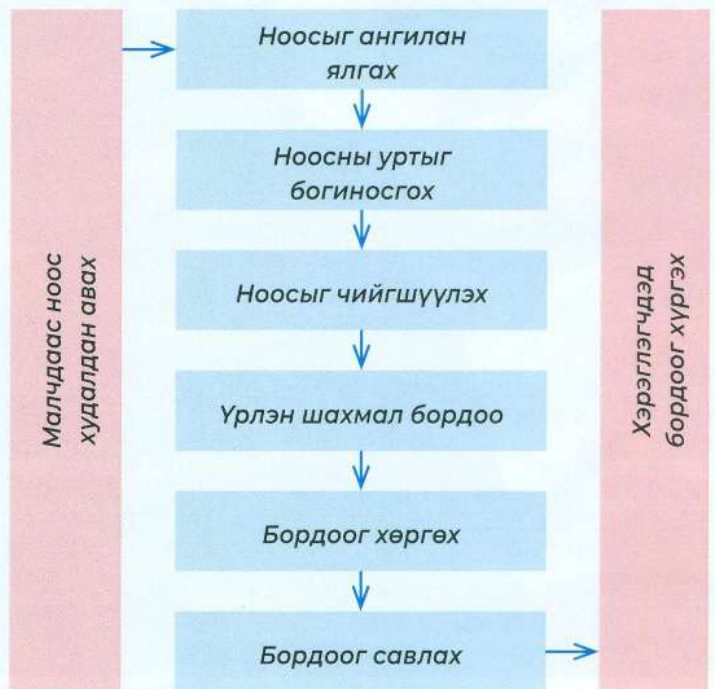 Малчдаас ноос
худалдан авах
Ноосыг ангилан
ялгах
Ноосны уртыг
богиносгох
Ноосыг чийгшүүлэх
Үрлэн шахмал бордоо
Бордоог хөргөх
Бордоог савлах
Хэрэглэгчдэд
бордоог хүргэх